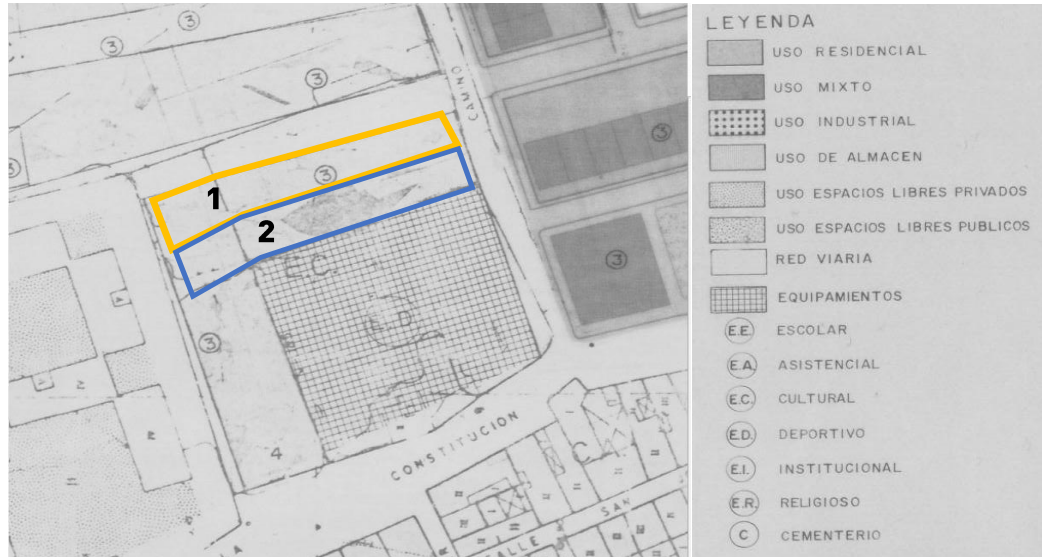 3
3
3
3
CAMINO
3
3
1
2
3
E.C.
E.D.
3
4
C
CONSTITUCION
CALLE
SAN
LEYENDA
USO RESIDENCIAL
USO MIXTO
USO INDUSTRIAL
USO DE ALMACEN
USO ESPACIOS LIBRES PRIVADOS
USO ESPACIOS LIBRES PUBLICOS
RED VIARIA
EQUIPAMIENTOS
E.E. ESCOLAR
E.A. ASISTENCIAL
E.C. CULTURAL
E.D. DEPORTIVO
E.I. INSTITUCIONAL
E.R. RELIGIOSO
C CEMENTERIO